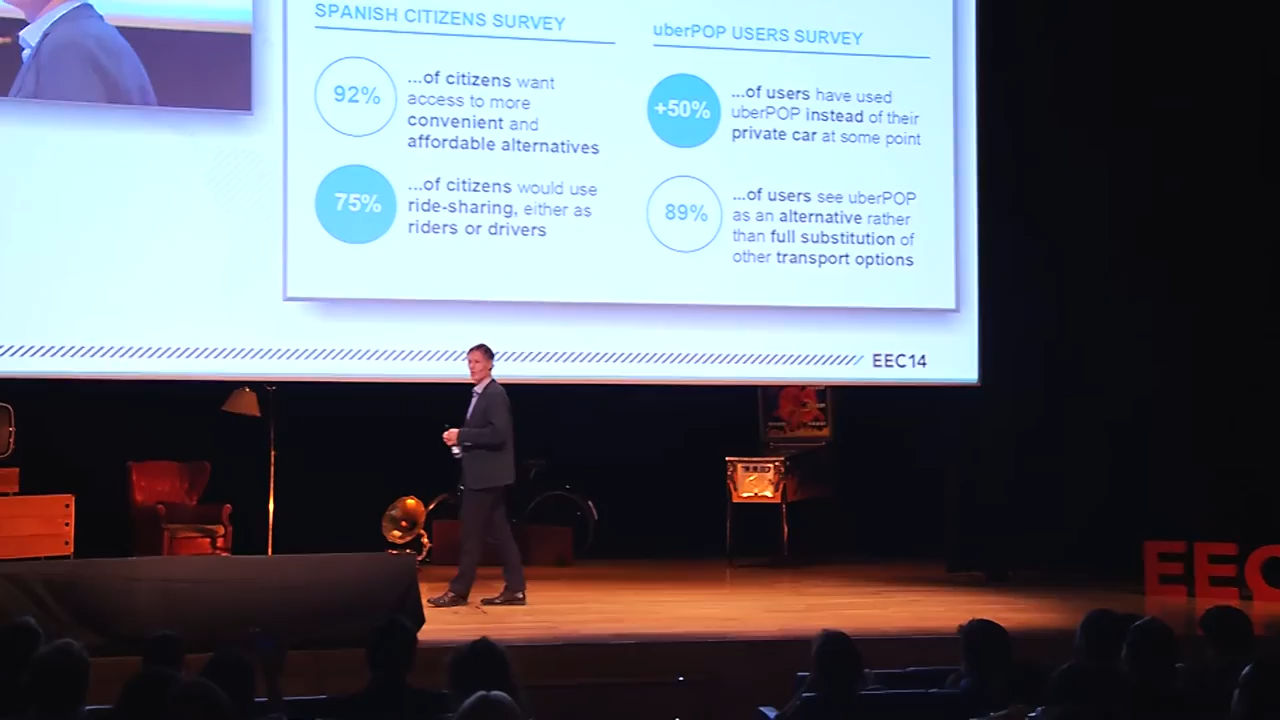 SPANISH CITIZENS SURVEY
92%
...of citizens want
access to more
convenient and
affordable alternatives
75%
...of citizens would use
ride-sharing, either as
riders or drivers
uberPOP USERS SURVEY
+50%
...of users have used
uberPOP instead of their
private car at some point
89%
...of users see uberPOP
as an alternative rather
than full substitution of
other transport options
EEC14
EEC